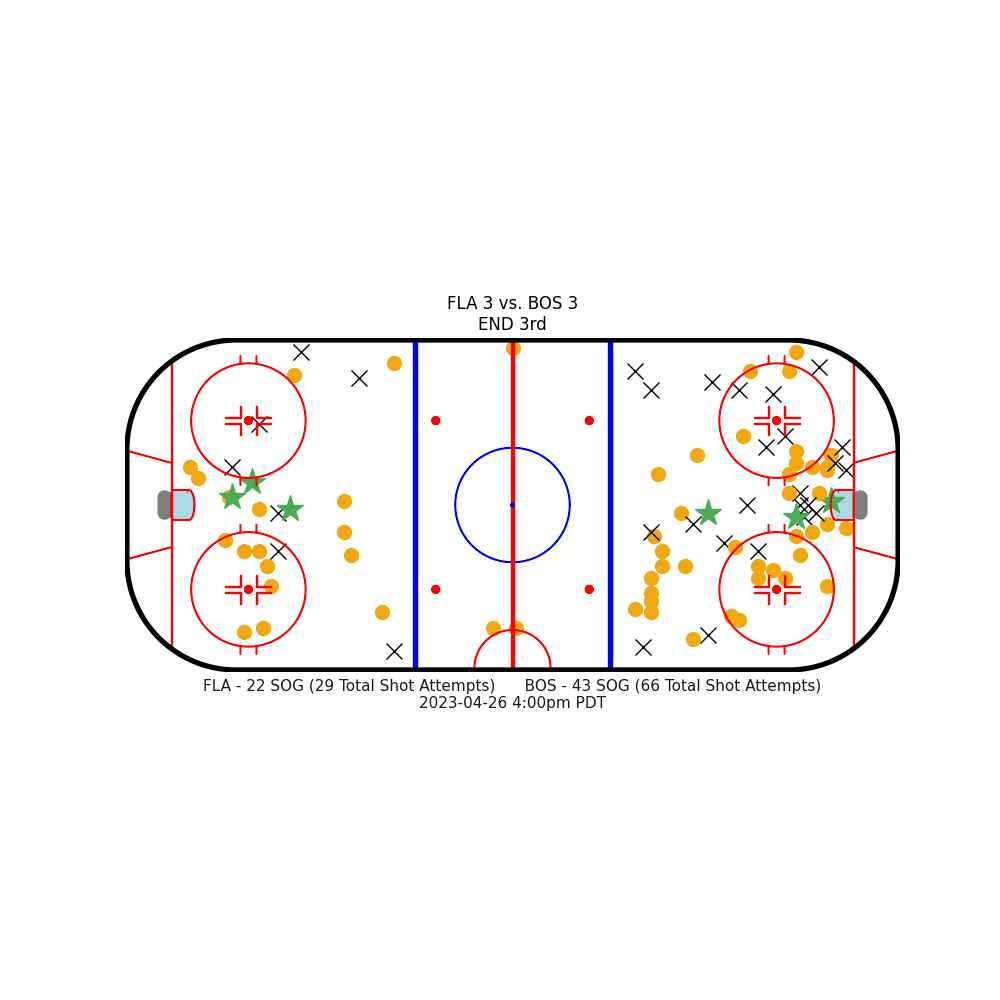 FLA 3 vs. BOS 3
END 3rd
FLA - 22 SOG (29 Total Shot Attempts) BOS - 43 SOG (66 Total Shot Attempts)
2023-04-26 4:00pm PDT